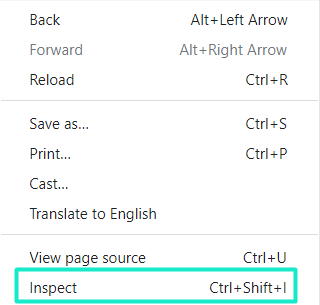 Back Alt+Left Arrow
Forward Alt+Right Arrow
Reload Ctrl+R
Save as... Ctrl+S
Print... Ctrl+P
Cast...
Translate to English
View page source Ctrl+U
Inspect Ctrl+Shift+I